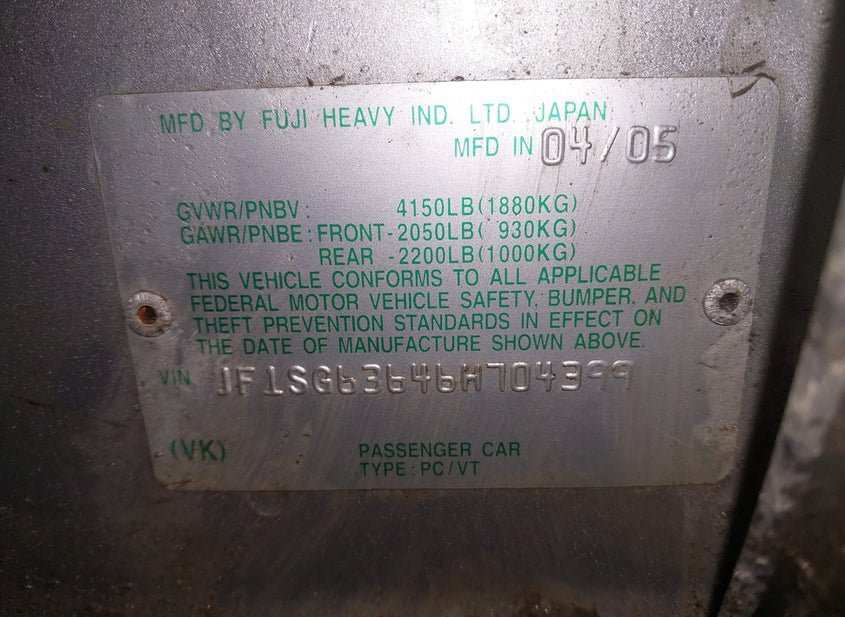 MFD BY FUJI HEAVY IND. LTD. JAPAN
MFD IN 04/05
GVWR/PNBV: 4150LB(1880KG)
GAWR/PNBE: FRONT-2050LB( 930KG)
REAR -2200LB(1000KG)
THIS VEHICLE CONFORMS TO ALL APPLICABLE
FEDERAL MOTOR VEHICLE SAFETY, BUMPER, AND
THEFT PREVENTION STANDARDS IN EFFECT ON
THE DATE OF MANUFACTURE SHOWN ABOVE.
VIN JF1SG63646H704399
(VK) PASSENGER CAR
TYPE: PC/VT